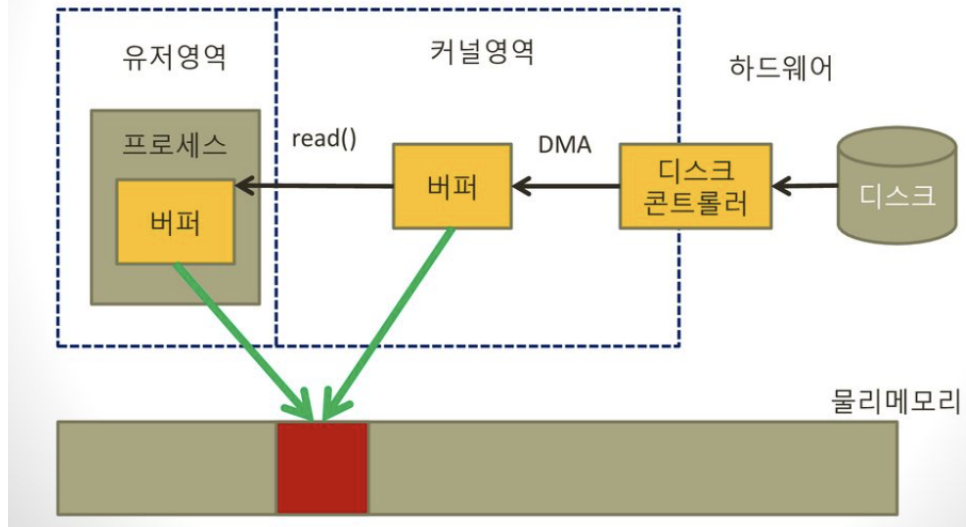 유저영역
커널영역
하드웨어
프로세스
버퍼
read()
버퍼
DMA
디스크
콘트롤러
디스크
물리메모리